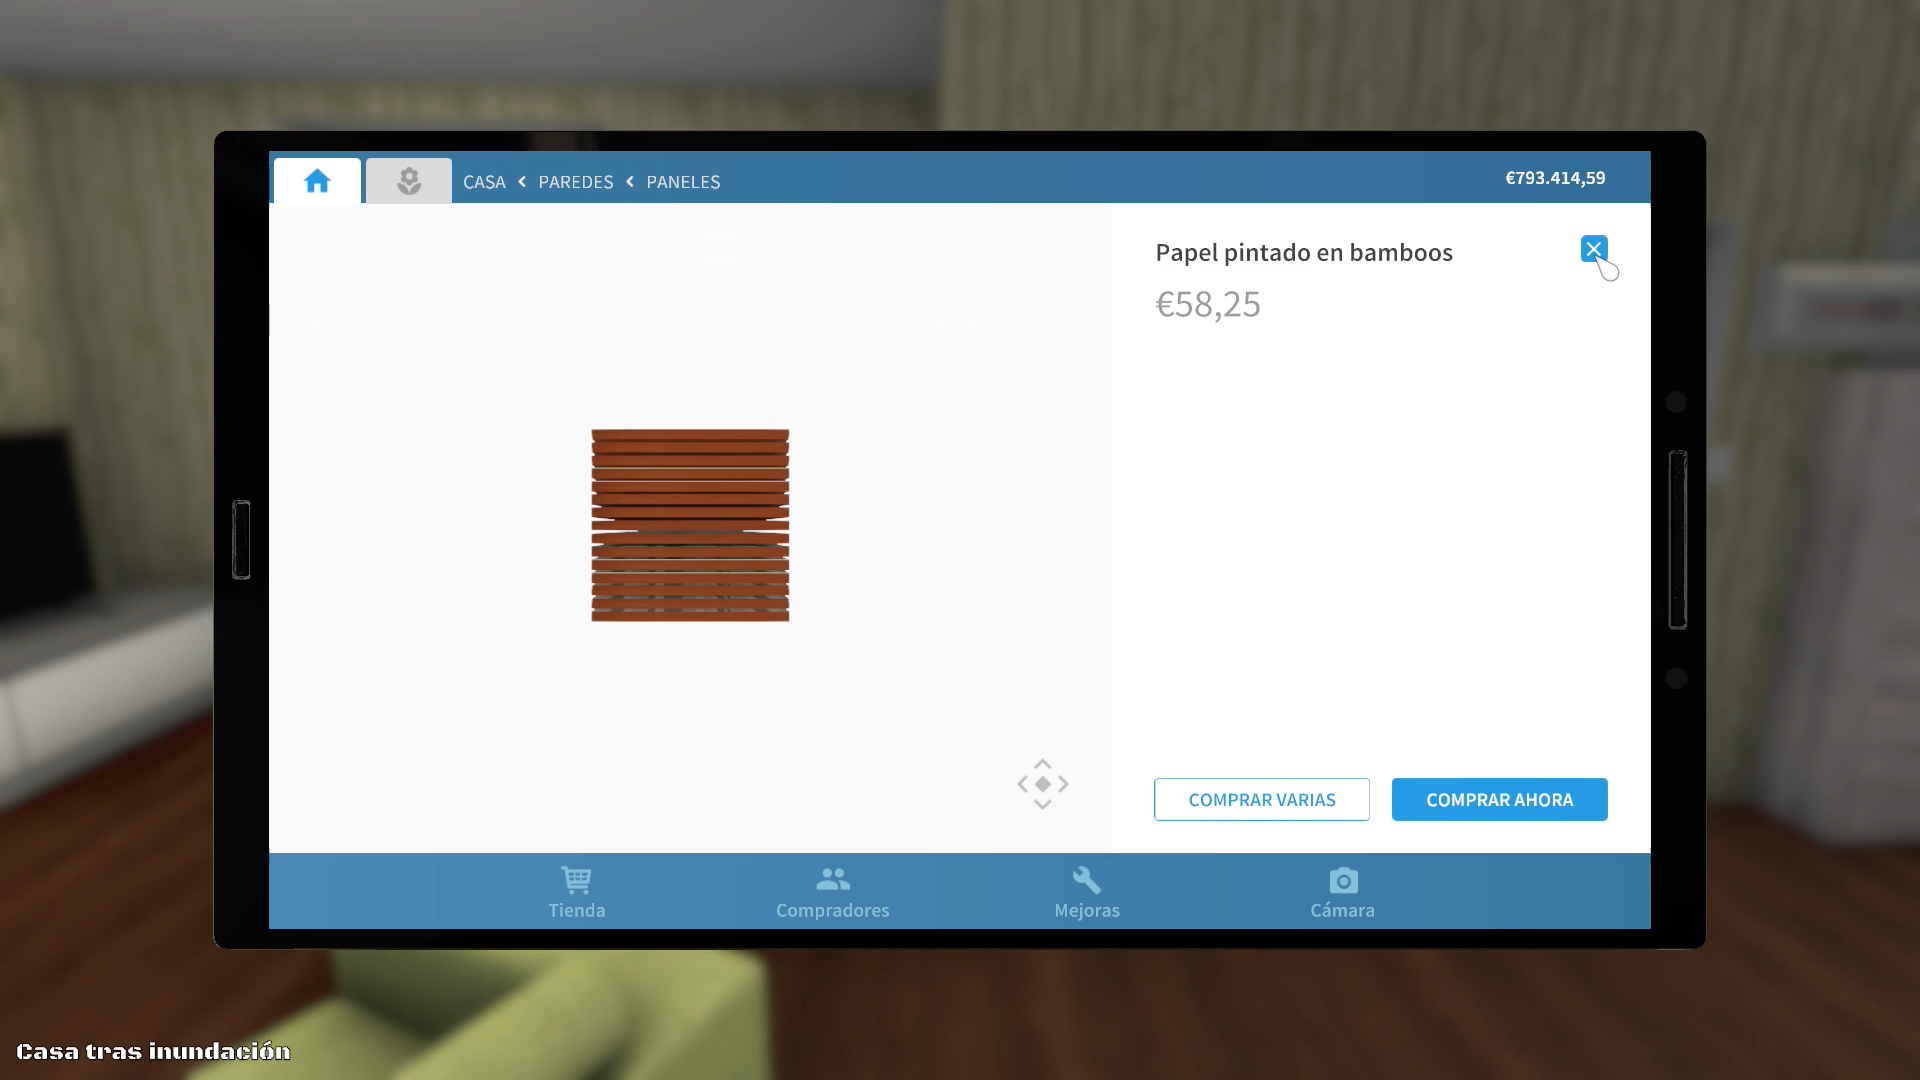 CASA < PAREDES < PANELES
€793.414,59
Papel pintado en bamboos
€58,25
COMPRAR VARIAS
COMPRAR AHORA
Tienda
Compradores
Mejoras
Cámara
Casa tras inundación